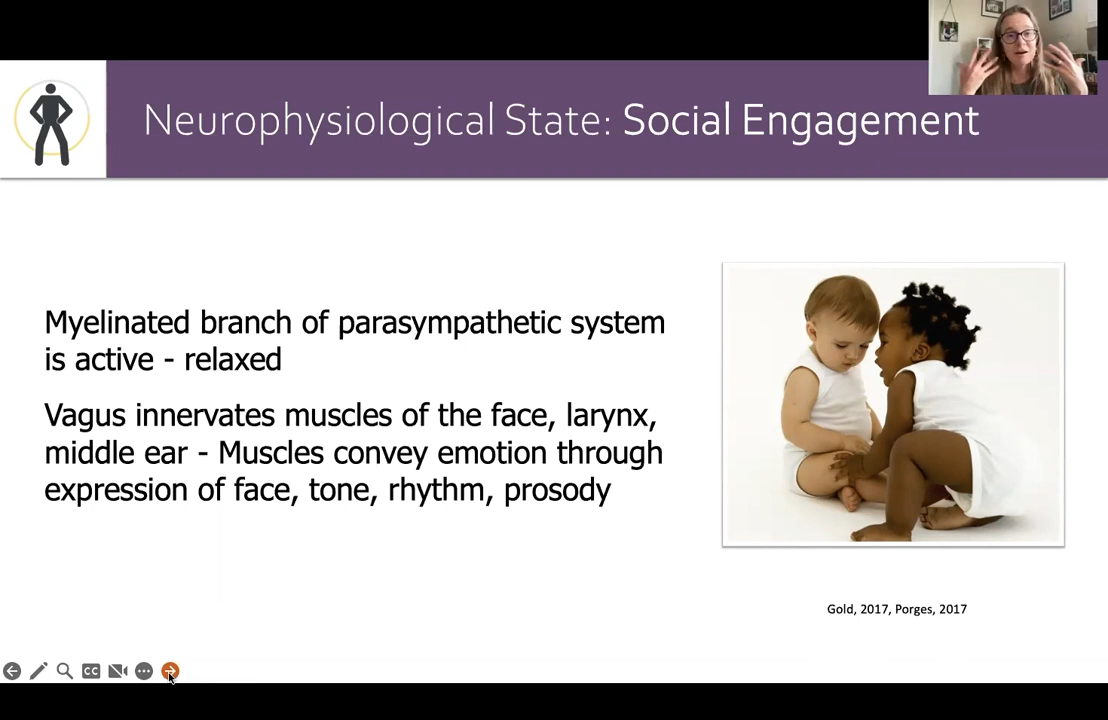 Neurophysiological State: Social Engagement
Myelinated branch of parasympathetic system
is active - relaxed
Vagus innervates muscles of the face, larynx,
middle ear - Muscles convey emotion through
expression of face, tone, rhythm, prosody
Gold, 2017, Porges, 2017
CC